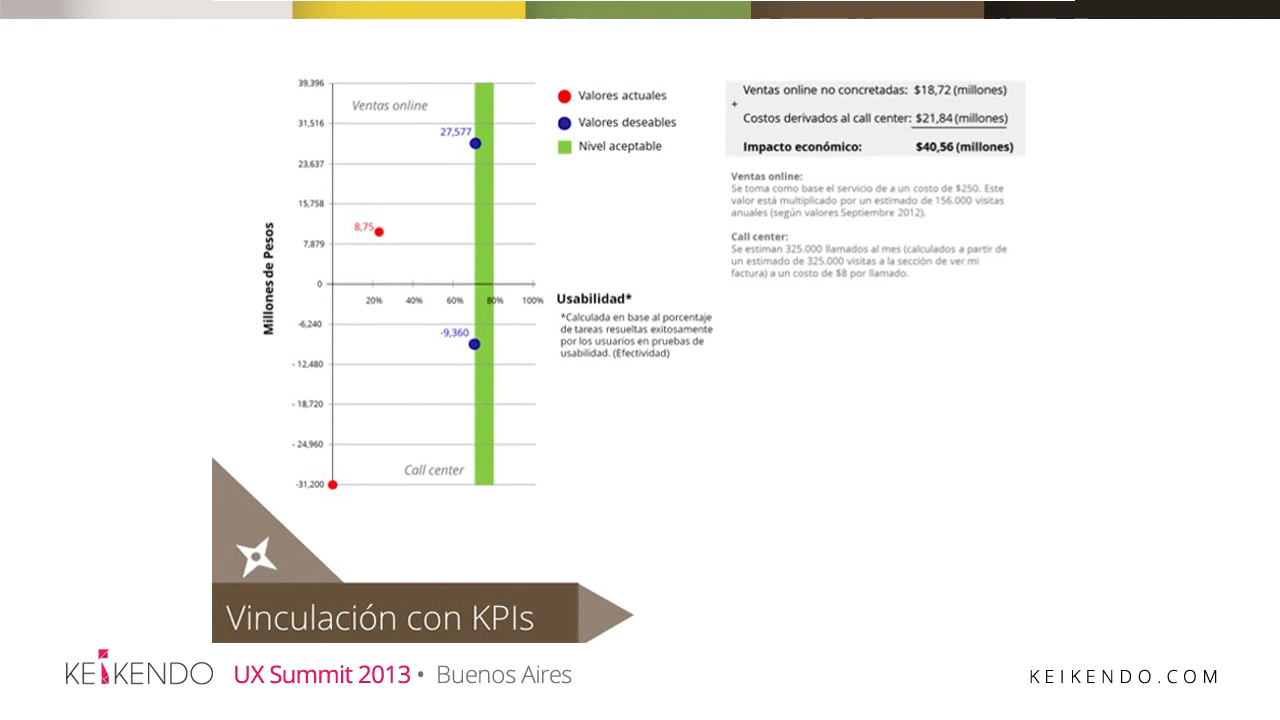 39,396
31,516
23,637
15,758
7,879
0
-6,240
- 12,480
- 18,720
- 24,960
-31,200
Millones de Pesos
Ventas online
27,577
8,75
20% 40% 60% 80% 100%
-9,360
Call center
Valores actuales
Valores deseables
Nivel aceptable
Usabilidad*
*Calculada en base al porcentaje
de tareas resueltas exitosamente
por los usuarios en pruebas de
usabilidad. (Efectividad)
Ventas online no concretadas: $18,72 (millones)
+
Costos derivados al call center: $21,84 (millones)
Impacto económico: $40,56 (millones)
Ventas online:
Se toma como base el servicio de a un costo de $250. Este
valor está multiplicado por un estimado de 156.000 visitas
anuales (según valores Septiembre 2012).
Call center:
Se estiman 325.000 llamados al mes (calculados a partir de
un estimado de 325.000 visitas a la sección de ver mi
factura) a un costo de $8 por llamado.
Vinculación con KPIs
KEIKENDO UX Summit 2013 • Buenos Aires
KEIKENDO.COM